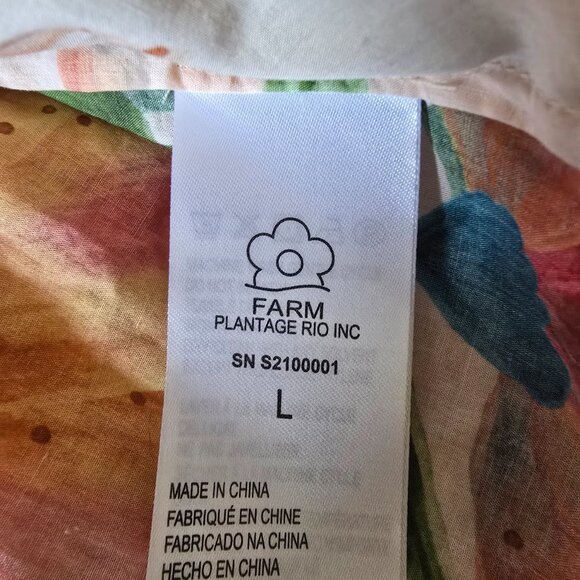 FARM
PLANTAGE RIO INC
SN S2100001
L
MADE IN CHINA
FABRIQUÉ EN CHINE
FABRICADO NA CHINA
HECHO EN CHINA